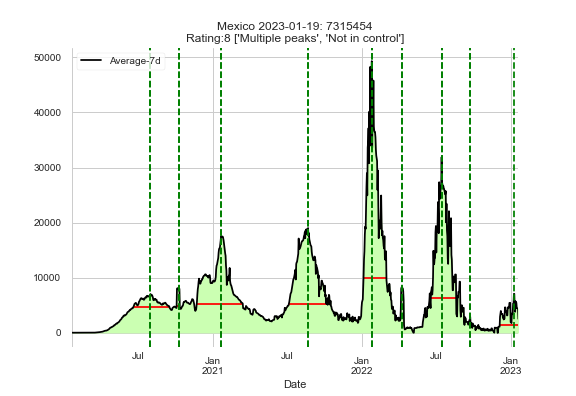 Mexico 2023-01-19: 7315454
Rating:8 ['Multiple peaks', 'Not in control']
Average-7d
50000
40000
30000
20000
10000
0
Jul
Jan
2021
Jul
Jan
2022
Jul
Jan
2023
Date